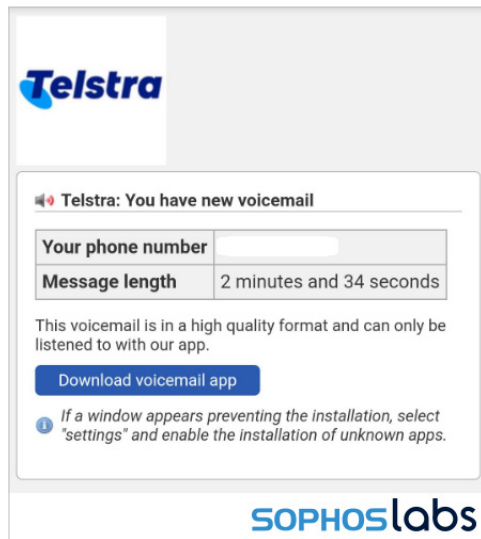 Telstra
Telstra: You have new voicemail
Your phone number
Message length 2 minutes and 34 seconds
This voicemail is in a high quality format and can only be
listened to with our app.
Download voicemail app
If a window appears preventing the installation, select
"settings" and enable the installation of unknown apps.
SOPHOSlabs